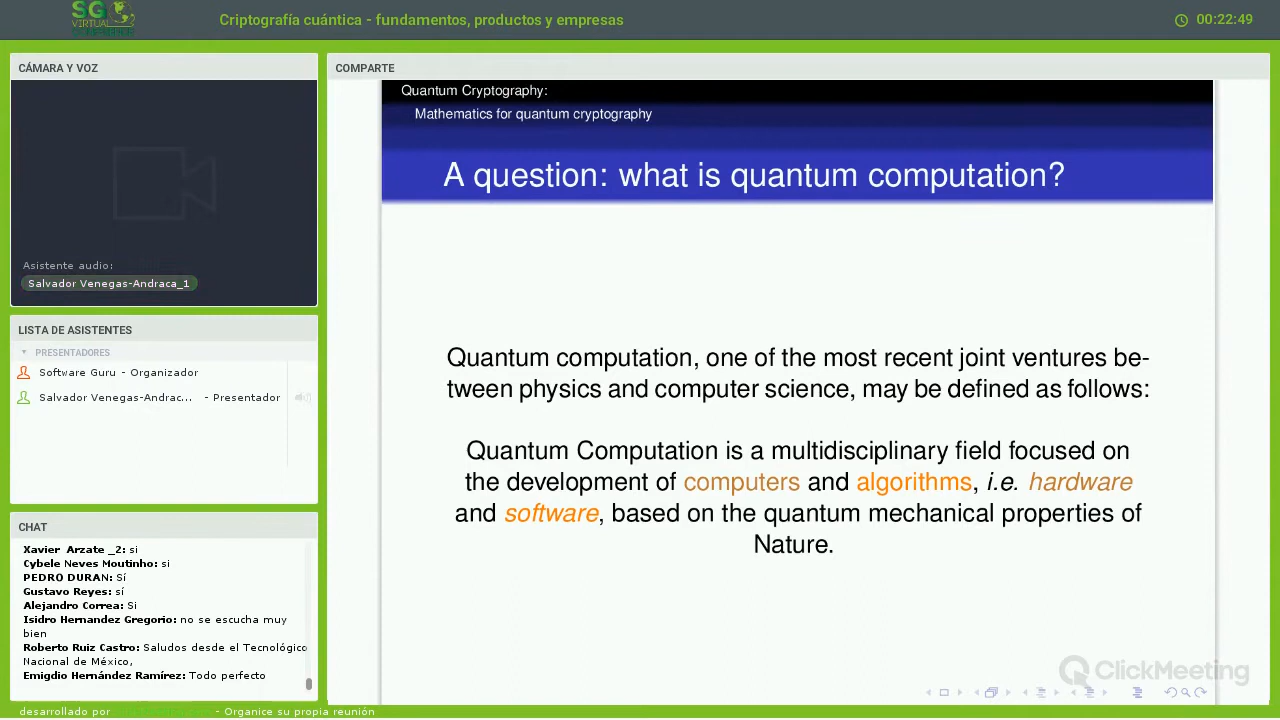 SG
VIRTUAL
Criptografía cuántica - fundamentos, productos y empresas
00:22:49
CÁMARA Y VOZ
Asistente audio:
Salvador Venegas-Andraca_1
LISTA DE ASISTENTES
PRESENTADORES
Software Guru - Organizador
Salvador Venegas-Andrac... - Presentador
CHAT
Xavier Arzate _2: si
Cybele Neves Moutinho: si
PEDRO DURAN: Sí
Gustavo Reyes: sí
Alejandro Correa: Si
Isidro Hernandez Gregorio: no se escucha muy
bien
Roberto Ruiz Castro: Saludos desde el Tecnológico
Nacional de México,
Emigdio Hernández Ramírez: Todo perfecto
desarrollado por
- Organice su propia reunión
COMPARTE
Quantum Cryptography:
Mathematics for quantum cryptography
A question: what is quantum computation?
Quantum computation, one of the most recent joint ventures be-
tween physics and computer science, may be defined as follows:
Quantum Computation is a multidisciplinary field focused on
the development of computers and algorithms, i.e. hardware
and software, based on the quantum mechanical properties of
Nature.
ClickMeeting